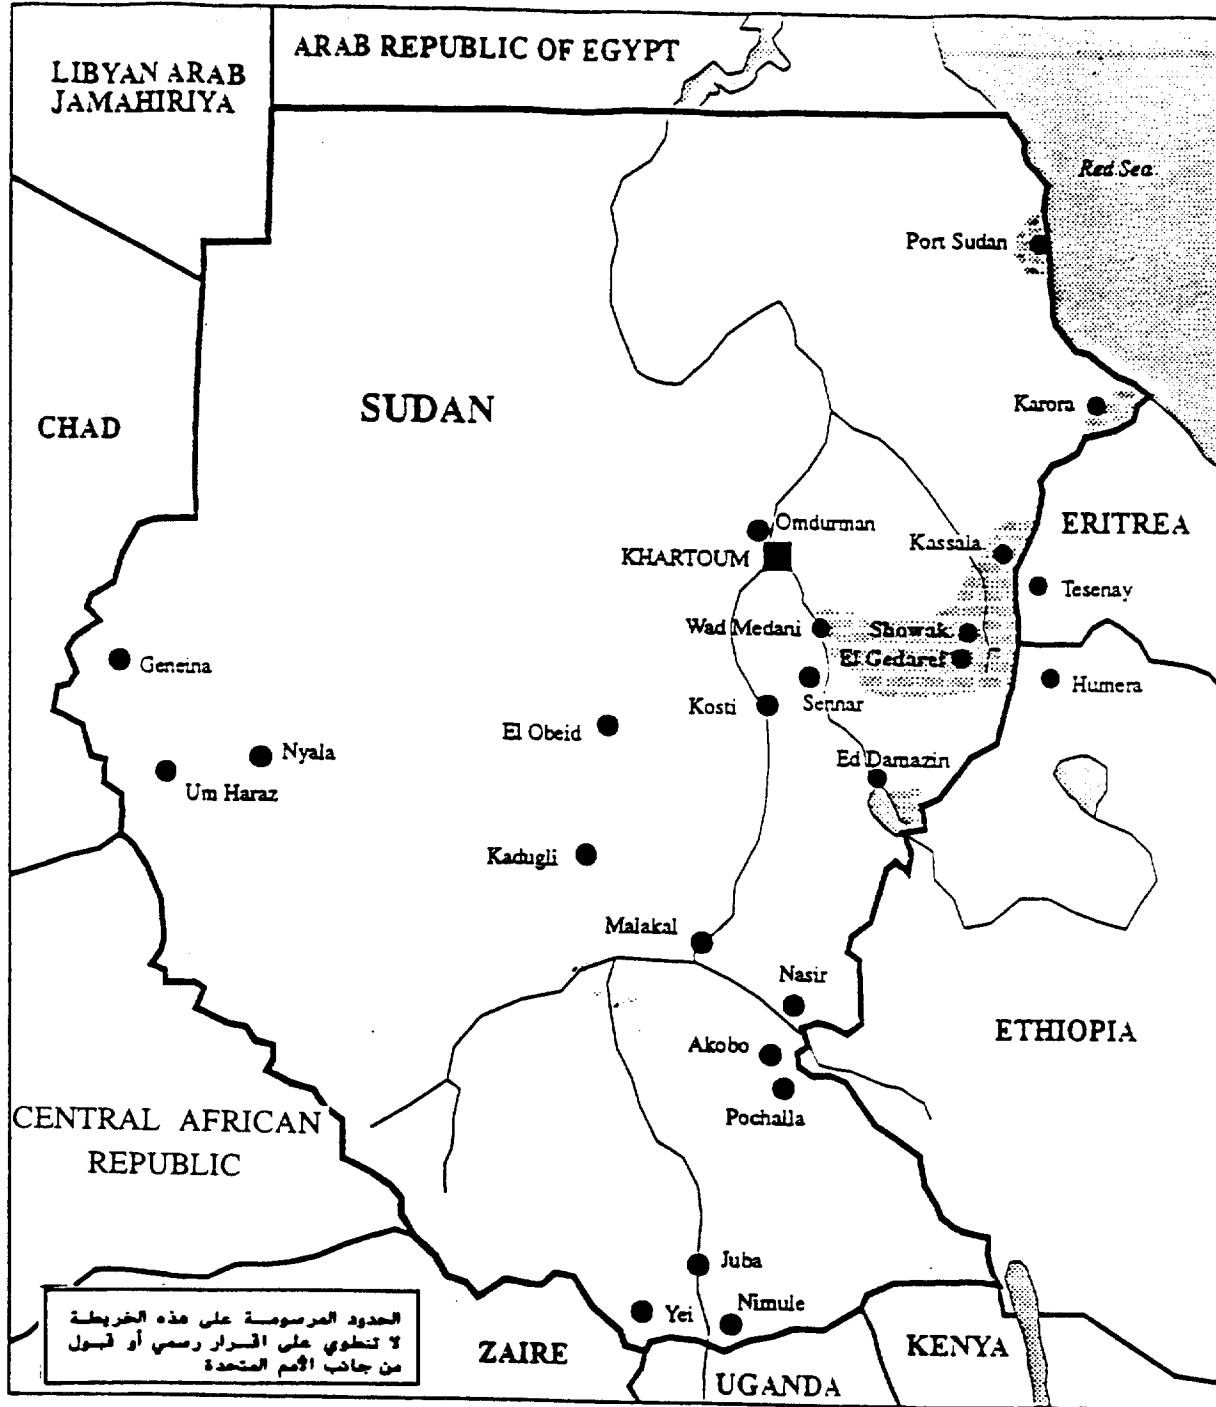 ARAB REPUBLIC OF EGYPT
LIBYAN ARAB
JAMAHIRIYA
Red Sea
Port Sudan
SUDAN
Karora
CHAD
Omdurman
ERITREA
Kassala
KHARTOUM
Tesenay
Wad Medani
Showak
El Gedaref
Geneina
Humera
Sennar
Kosti
El Obeid
Nyala
Ed Damazin
Um Haraz
Kadugli
Malakal
Nasir
ETHIOPIA
Akobo
Pochalla
CENTRAL AFRICAN
REPUBLIC
Juba
Yei
Nimule
الحدود المرسومة على هذه الخريطة
لا تنطوي على اقرار رسمي أو قبول
من جانب الأمم المتحدة
ZAIRE
KENYA
UGANDA